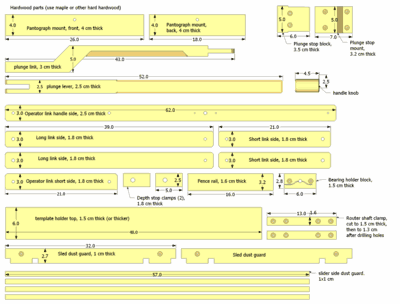 Hardwood parts (use maple or other hard hardwood)
4.0
Pantograph mount,
front, 4 cm thick
26.0
4.0
Pantograph mount,
back, 4 cm thick
18.0
5.0
Plunge stop block,
3.5 cm thick
6.0
5.0
7.0
Plunge stop
mount,
3.2 cm thick
plunge link, 3 cm thick
5.0
42.0
52.0
2.5
plunge lever, 2.5 cm thick
4.5
handle knob
62.0
3.0
Operator link handle side, 2.5 cm thick
39.0
21.0
3.0
Long link side, 1.8 cm thick
3.0
Short link side, 1.8 cm thick
3.0
Long link side, 1.8 cm thick
3.0
Short link side, 1.8 cm thick
3.0
Operator link short side, 1.8 cm thick
21.0
2.5
5.0
Depth stop clamps (2),
1.8 cm thick
Fence rail, 1.6 cm thick
3.2
16.0
2.8
6.0
Bearing holder block,
1.5 cm thick
6.0
template holder top, 1.5 cm thick (or thicker)
13.0
3.6
Router shaft clamp,
cut to 1.5 cm thick,
then to 1.3 cm
after drilling holes
32.0
2.7
Sled dust guard, 1 cm thick
Sled dust guard
57.0
slider side dust guard
1x1 cm